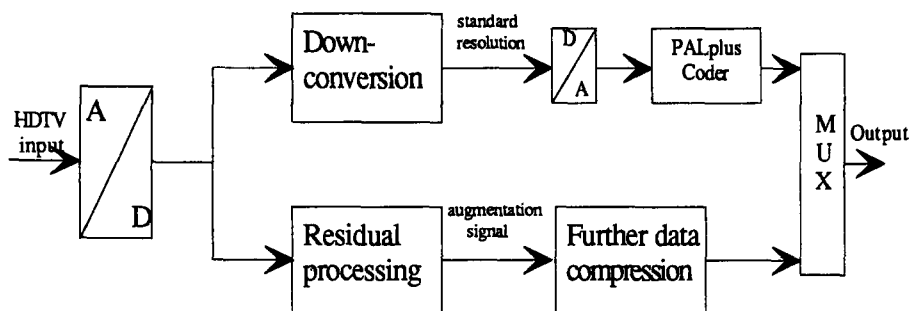 HDTV
input
A
D
Down-
conversion
standard
resolution
D
A
PALplus
Coder
Residual
processing
augmentation
signal
Further data
compression
M
U
X
Output